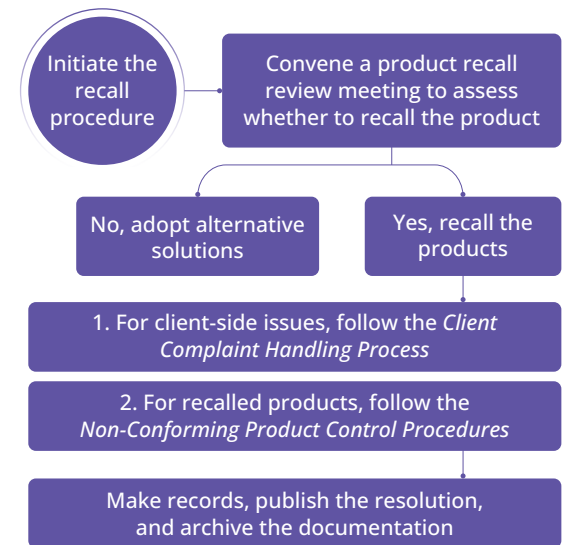 Initiate the
recall
procedure
Convene a product recall
review meeting to assess
whether to recall the product
No, adopt alternative
solutions
Yes, recall the
products
1. For client-side issues, follow the Client
Complaint Handling Process
2. For recalled products, follow the
Non-Conforming Product Control Procedures
Make records, publish the resolution,
and archive the documentation